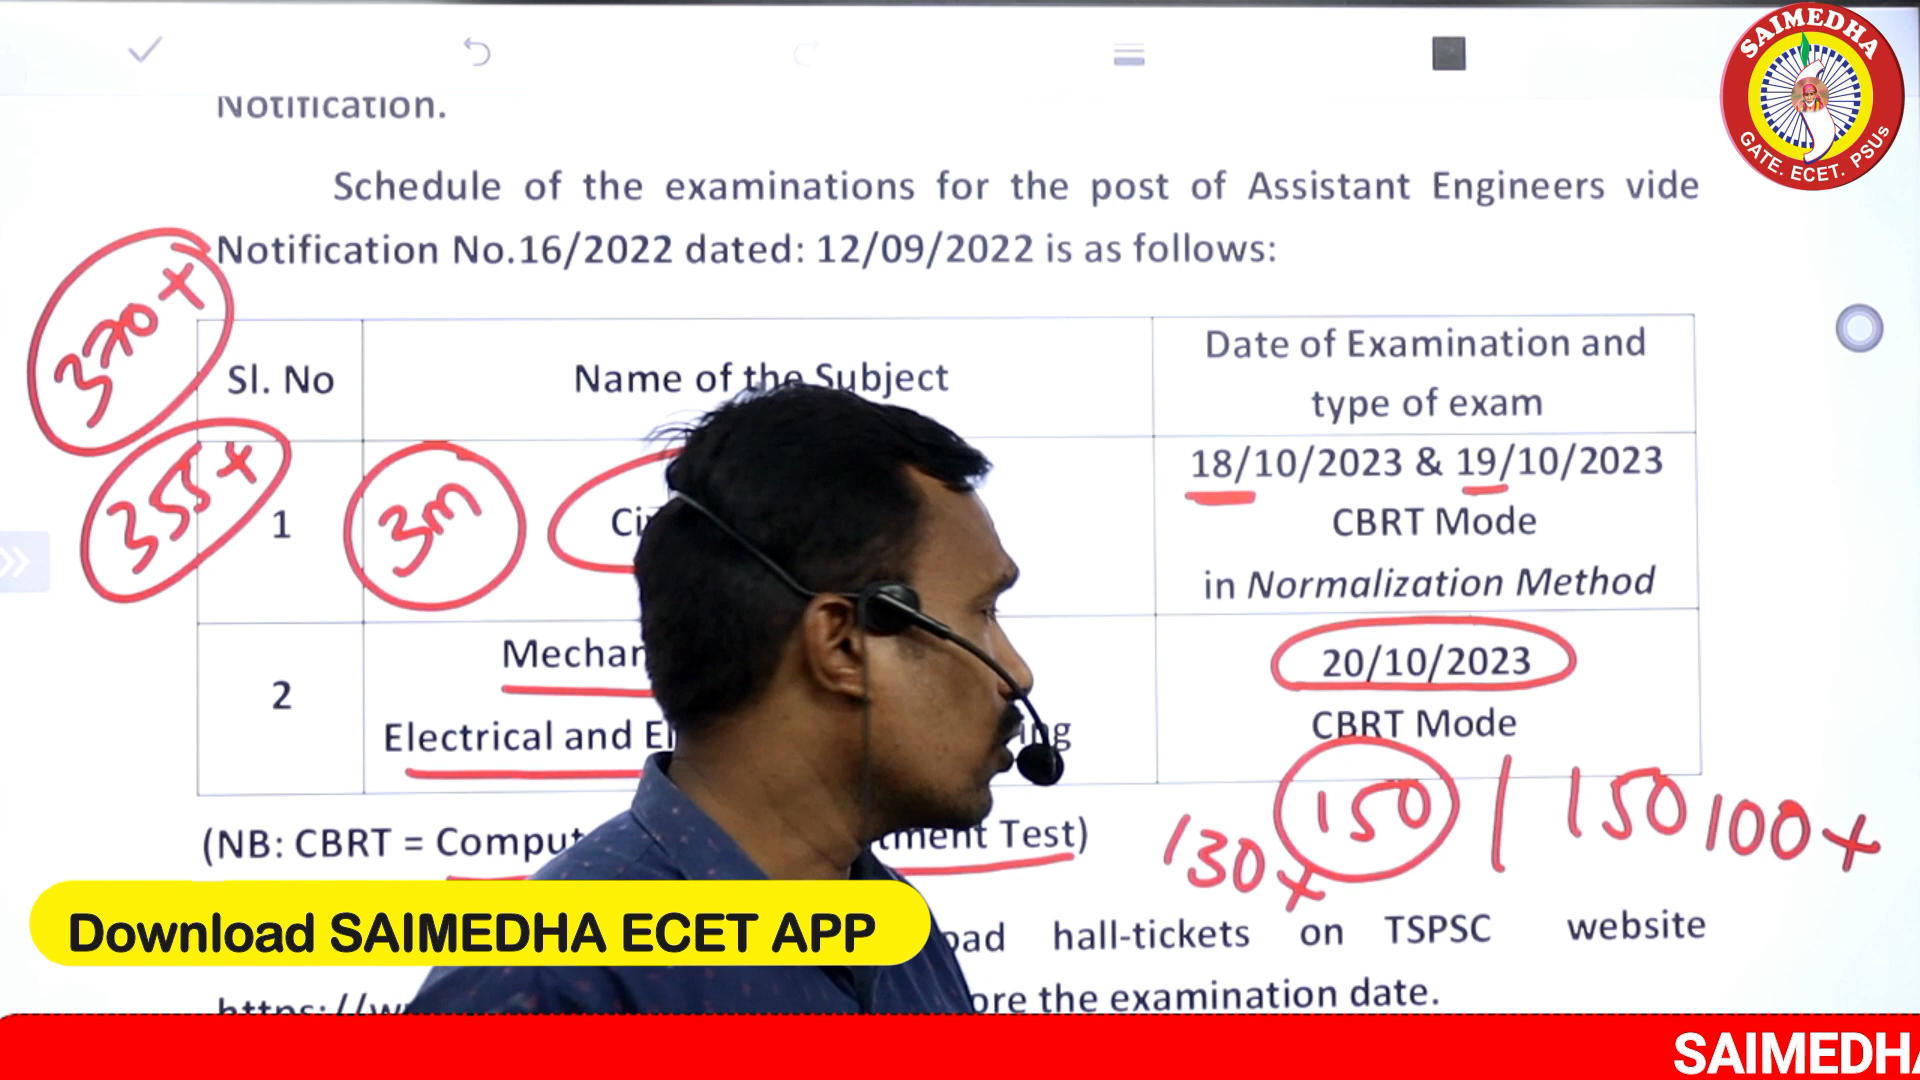 SAIMEDHA
GATE. ECET. PSUs
Notification.
Schedule of the examinations for the post of Assistant Engineers vide
Notification No.16/2022 dated: 12/09/2022 is as follows:
370+
Sl. No
Name of the Subject
Date of Examination and
type of exam
355+
1
3m
18/10/2023 & 19/10/2023
CBRT Mode
in Normalization Method
2
Electrical and
20/10/2023
CBRT Mode
130+
150
|
150
100+
(NB: CBRT = Test)
hall-tickets on TSPSC website
the examination date.
Download SAIMEDHA ECET APP